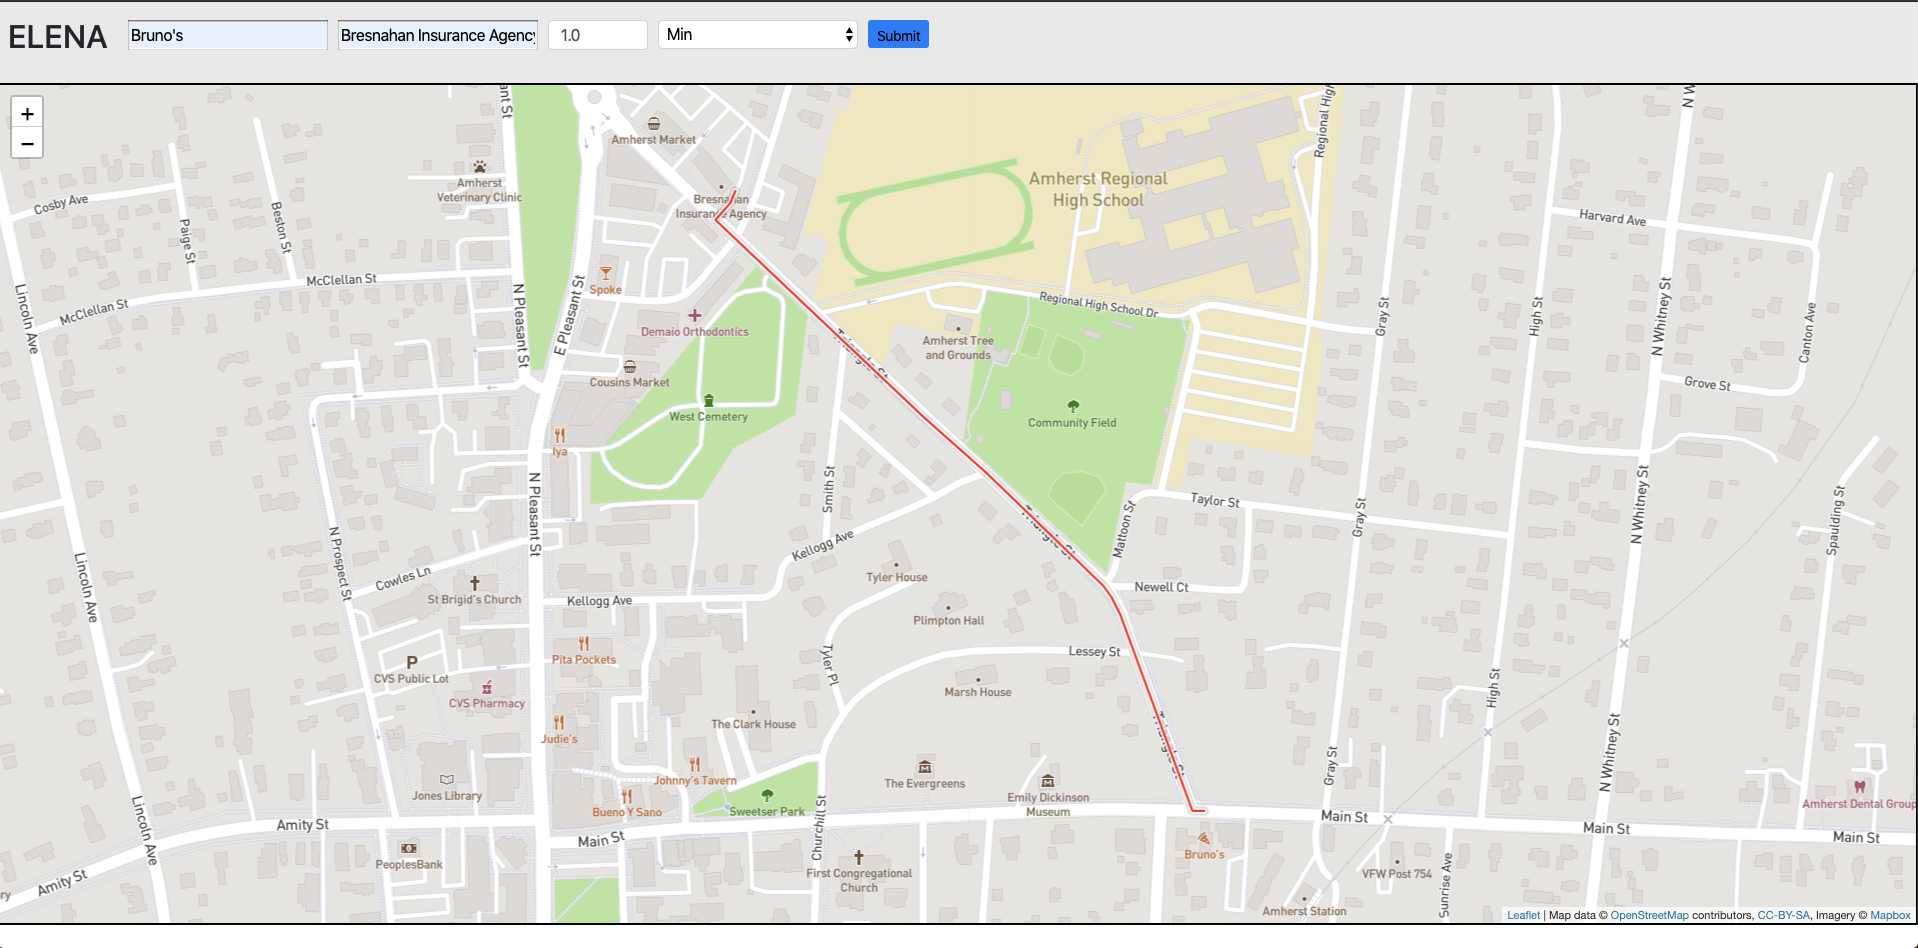 ELENA
Bruno's
Bresnahan Insurance Agency
1.0
Min
Submit
+
−
Amherst Market
Amherst
Veterinary Clinic
Bresnahan
Insurance Agency
Amherst Regional
High School
Regional High
N W
Cosby Ave
Paige St
Beston St
McClellan St
McClellan St
Lincoln Ave
N Pleasant St
E Pleasant St
Spoke
Demaio Orthodontics
Cousins Market
West Cemetery
Iya
Triangle St
Regional High School Dr
Amherst Tree
and Grounds
Community Field
Gray St
High St
Harvard Ave
N Whitney St
Canton Ave
Grove St
Smith St
Taylor St
Mattoon St
Gray St
N Whitney St
Spaulding St
N Pleasant St
N Prospect St
Lincoln Ave
Cowles Ln
St Brigid's Church
Kellogg Ave
Kellogg Ave
Tyler House
Triangle St
Newell Ct
Plimpton Hall
Tyler Pl
Lessey St
Pita Pockets
P
CVS Public Lot
CVS Pharmacy
Marsh House
High St
The Clark House
Judie's
Triangle St
Gray St
N Whitney St
Johnny's Tavern
Jones Library
Bueno Y Sano
Sweetser Park
The Evergreens
Emily Dickinson
Museum
Amherst Dental Group
Lincoln Ave
Amity St
Main St
Churchill St
Main St
Main St
Main St
Bruno's
PeoplesBank
Amity St
First Congregational
Church
VFW Post 754
Sunrise Ave
Amherst Station
Leaflet | Map data © OpenStreetMap contributors, CC-BY-SA, Imagery © Mapbox